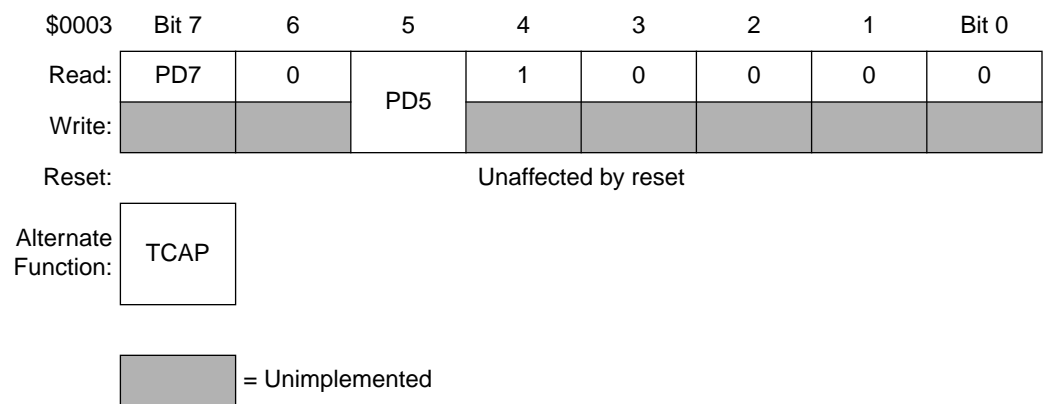 $0003 Bit 7 6 5 4 3 2 1 Bit 0
Read: PD7 0 PD5 1 0 0 0 0
Write:
Reset: Unaffected by reset
Alternate
Function: TCAP
= Unimplemented